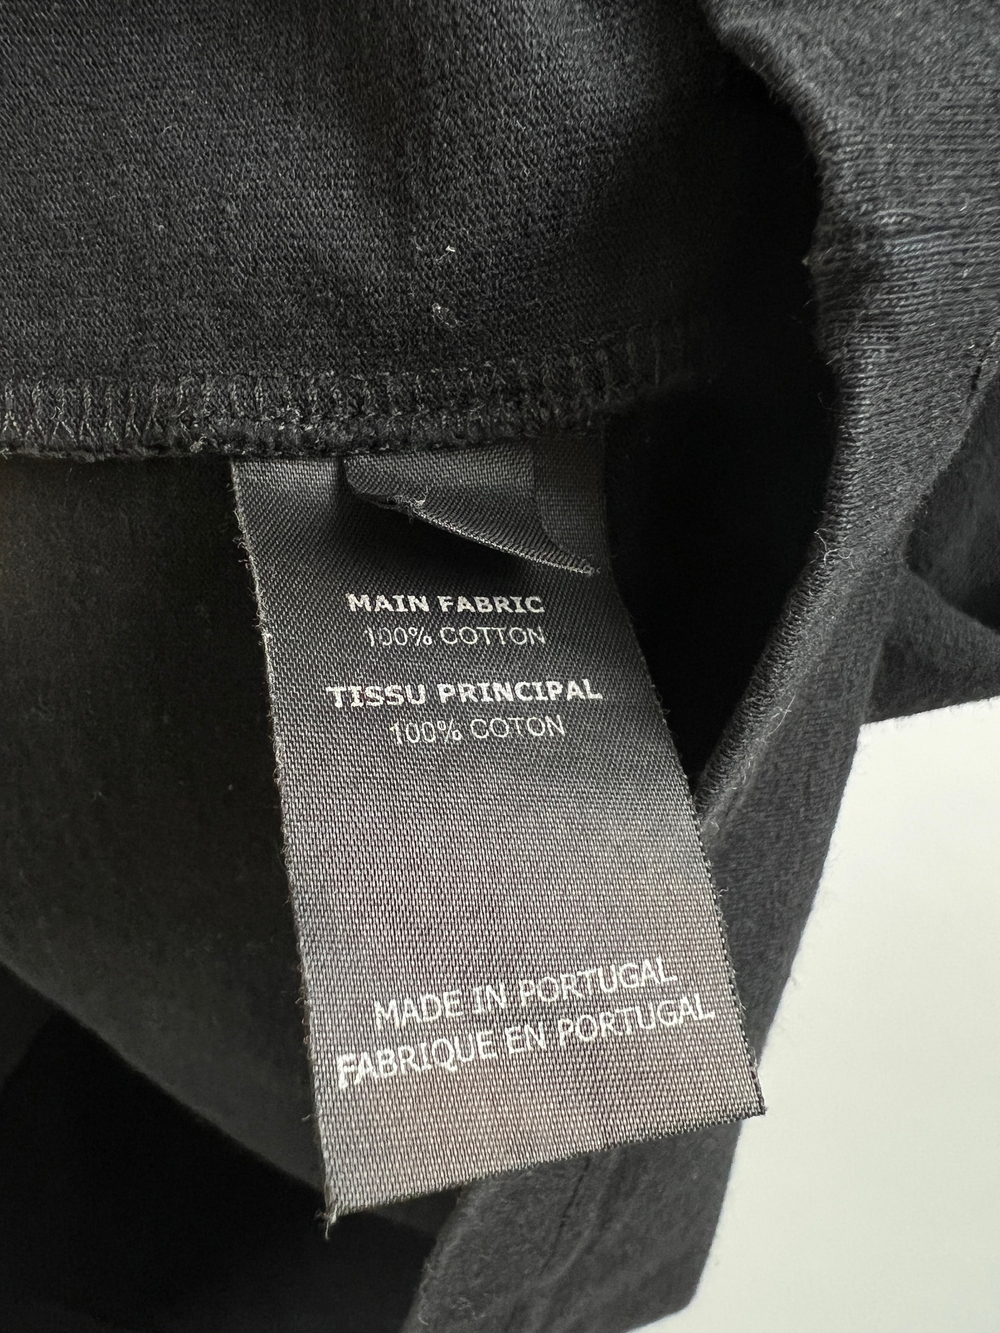 MAIN FABRIC
100% COTTON
TISSU PRINCIPAL
100% COTON
MADE IN PORTUGAL
FABRIQUE EN PORTUGAL